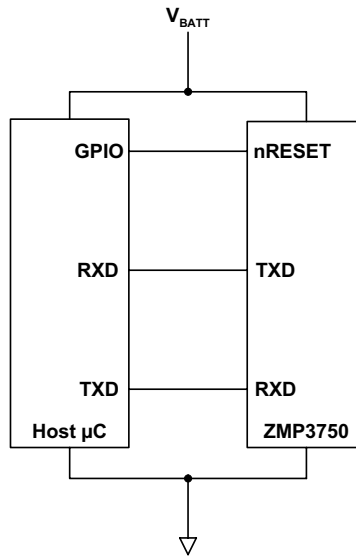 V_BATT
GPIO nRESET
RXD TXD
TXD RXD
Host µC ZMP3750